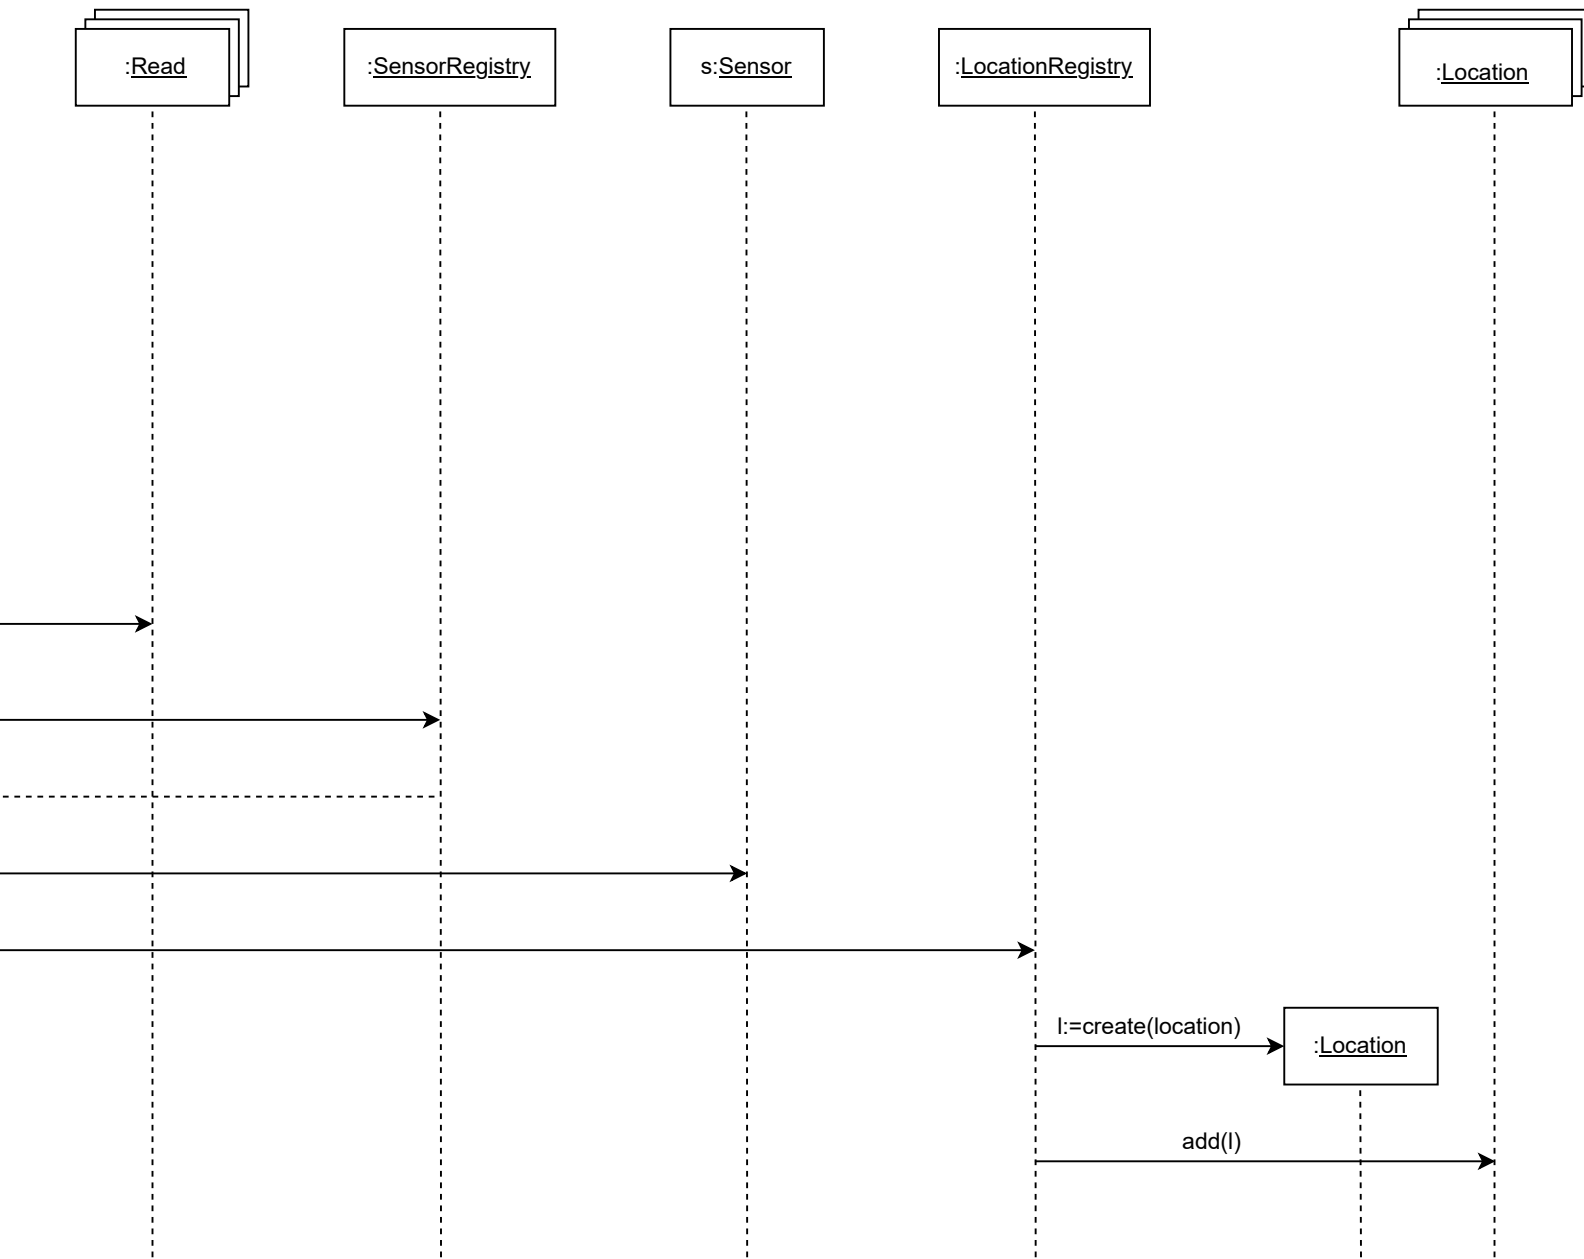 :Read
:SensorRegistry
s:Sensor
:LocationRegistry
:Location
l:=create(location)
:Location
add(l)